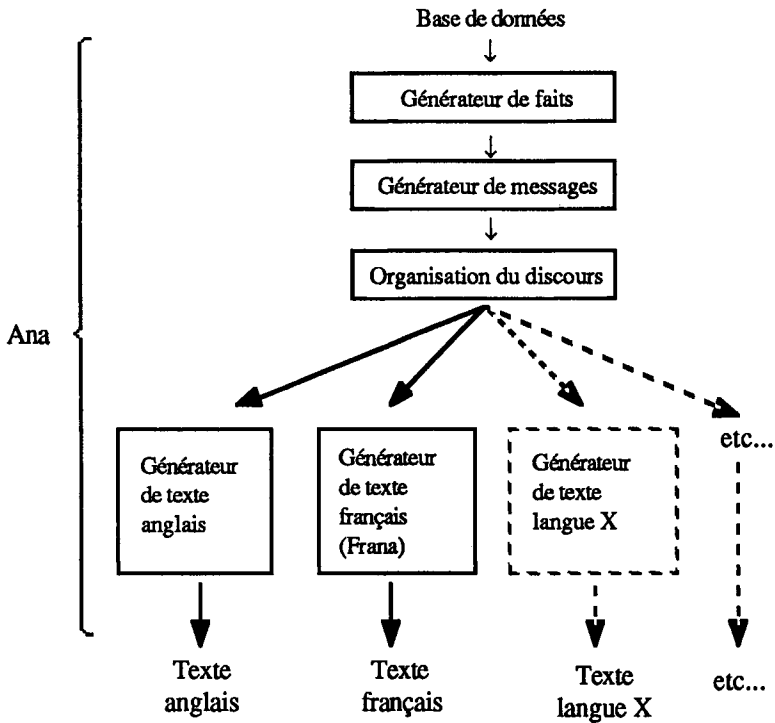 Base de données
↓
Générateur de faits
↓
Générateur de messages
↓
Organisation du discours
Ana
Générateur
de texte
anglais
Générateur
de texte
français
(Frana)
Générateur
de texte
langue X
etc...
Texte
anglais
Texte
français
Texte
langue X
etc...